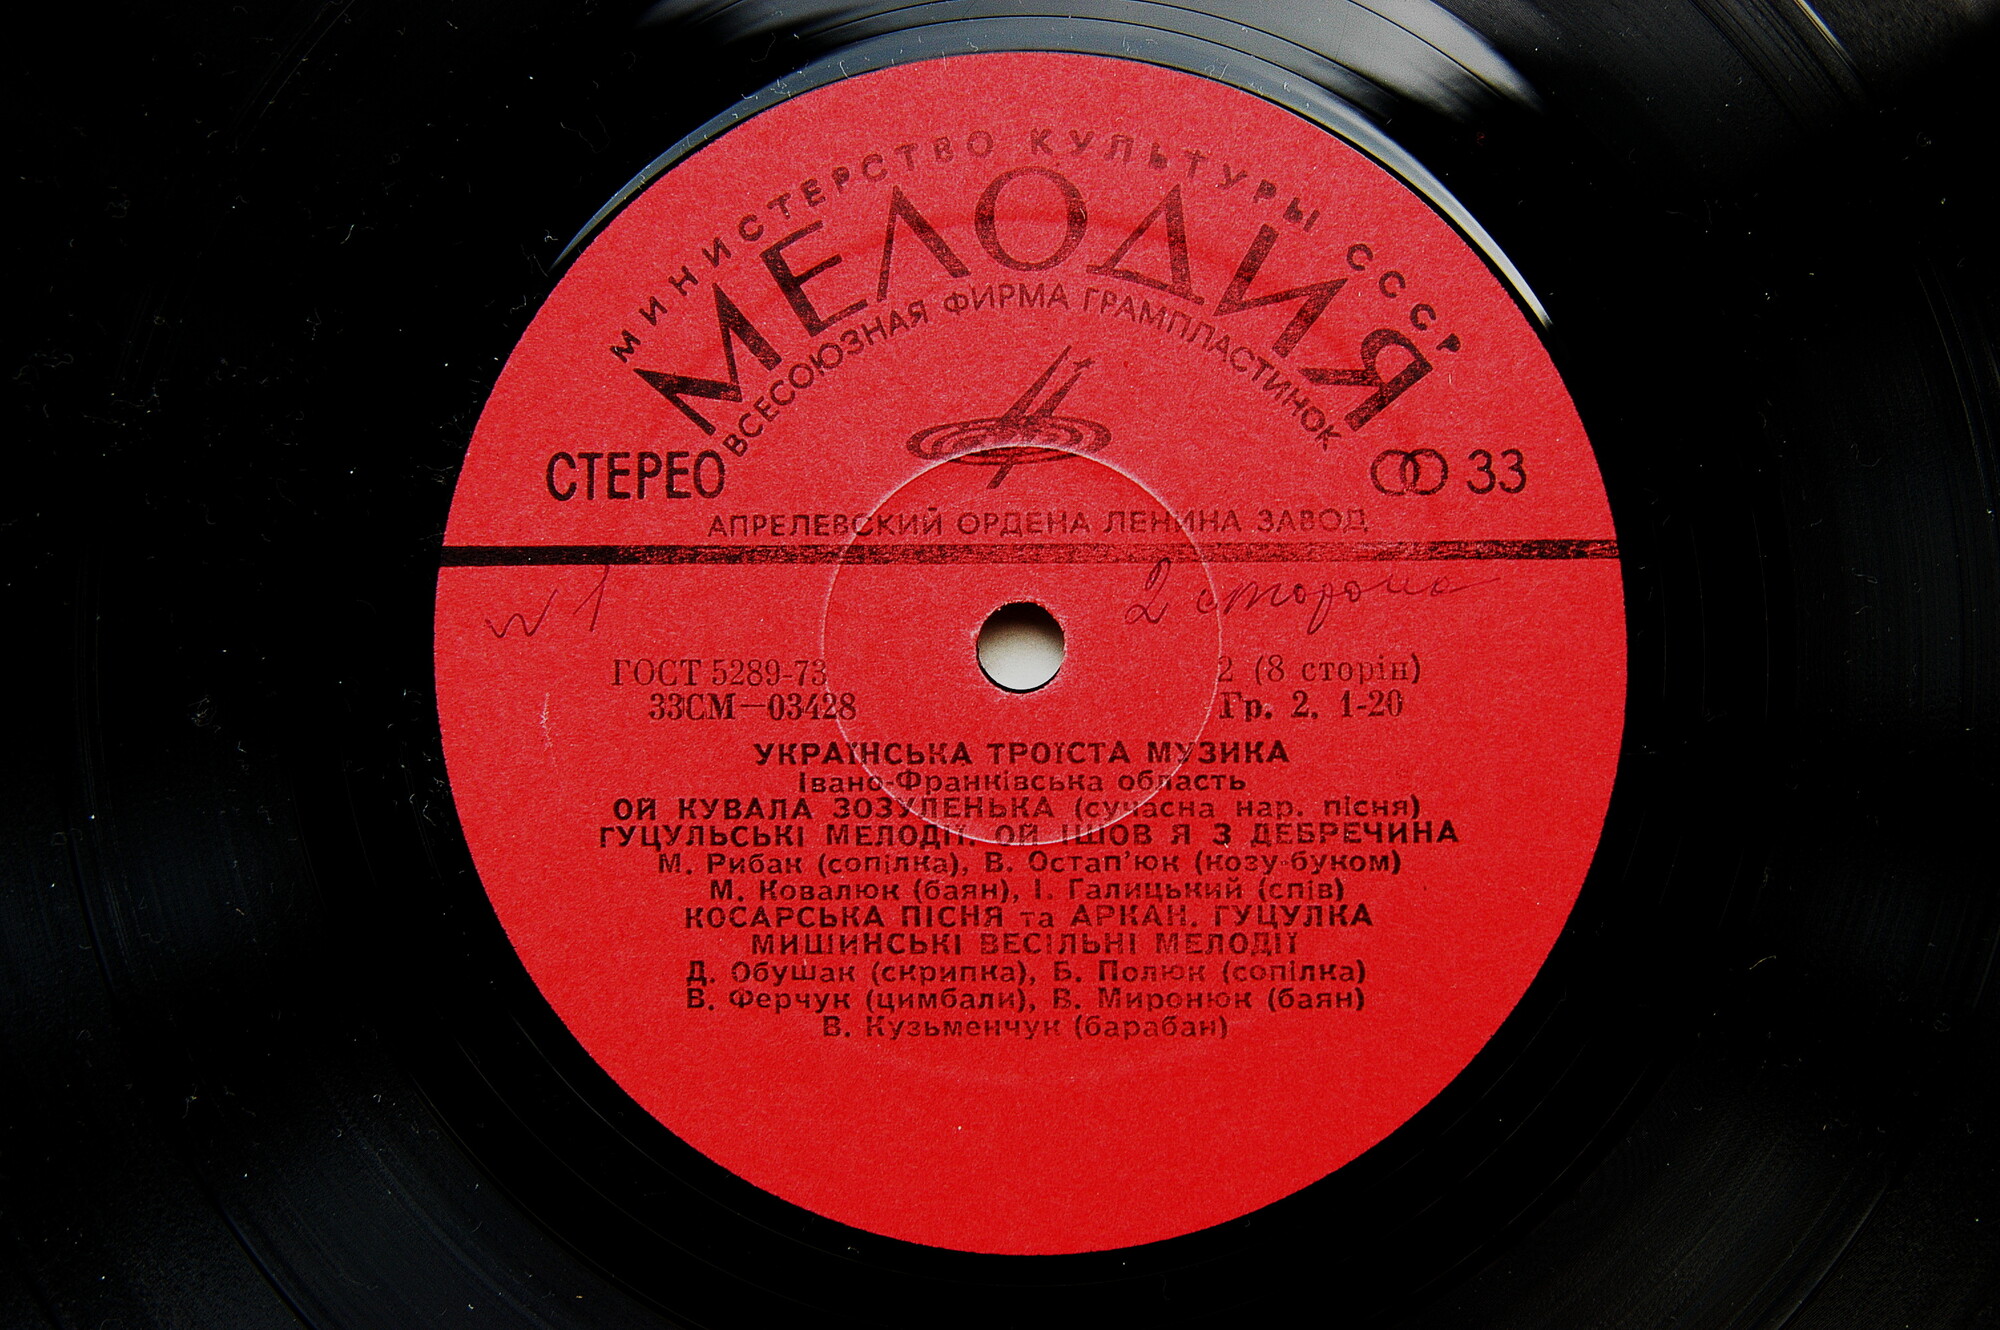 МИНИСТЕРСТВО КУЛЬТУРЫ СССР
МЕЛОДИЯ
ВСЕСОЮЗНАЯ ФИРМА ГРАМПЛАСТИНОК
СТЕРЕО 33
АПРЕЛЕВСКИЙ ОРДЕНА ЛЕНИНА ЗАВОД
N 1 2 сторона
ГОСТ 5289-73 2 (8 сторін)
33СМ—03428 Гр. 2. 1-20
УКРАЇНСЬКА ТРОЇСТА МУЗИКА
Івано-Франківська область
ОЙ КУВАЛА ЗОЗУЛЕНЬКА (сучасна нар. пісня)
ГУЦУЛЬСЬКІ МЕЛОДІЇ. ОЙ ІШОВ Я З ДЕБРЕЧИНА
М. Рибак (сопілка), В. Остап'юк (козу-буком)
М. Ковалюк (баян), І. Галицький (спів)
КОСАРСЬКА ПІСНЯ та АРКАН. ГУЦУЛКА
МИШИНСЬКІ ВЕСІЛЬНІ МЕЛОДІЇ
Д. Обушак (скрипка), Б. Полюк (сопілка)
В. Ферчук (цимбали), В. Миронюк (баян)
В. Кузьменчук (барабан)